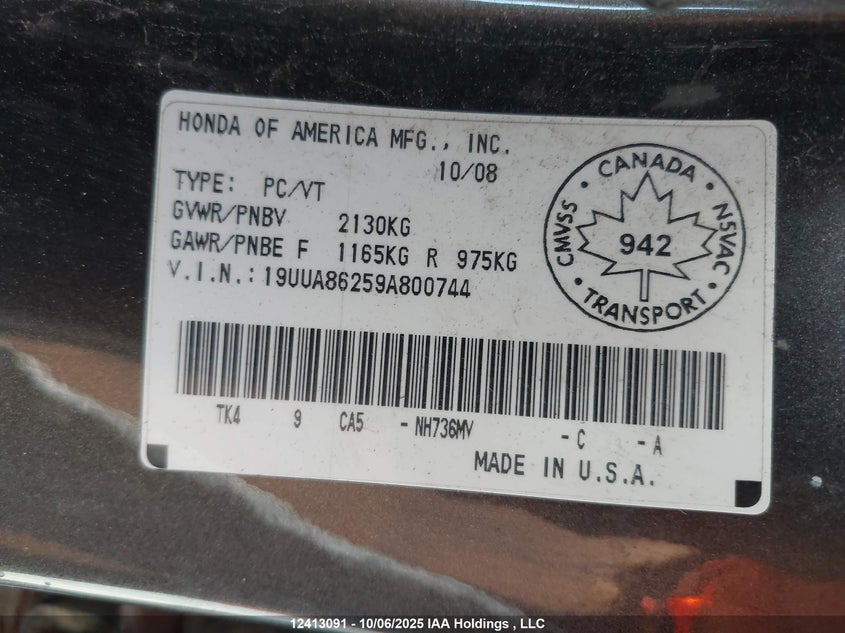 HONDA OF AMERICA MFG., INC.
10/08
TYPE: PC/VT
GVWR/PNBV 2130KG
GAWR/PNBE F 1165KG R 975KG
V.I.N.: 19UUA86259A800744
CANADA
CMVSS NSVAC
942
TRANSPORT
TK4 9 CA5 - NH736MV - C - A
MADE IN U.S.A.
12413091 - 10/06/2025 IAA Holdings , LLC